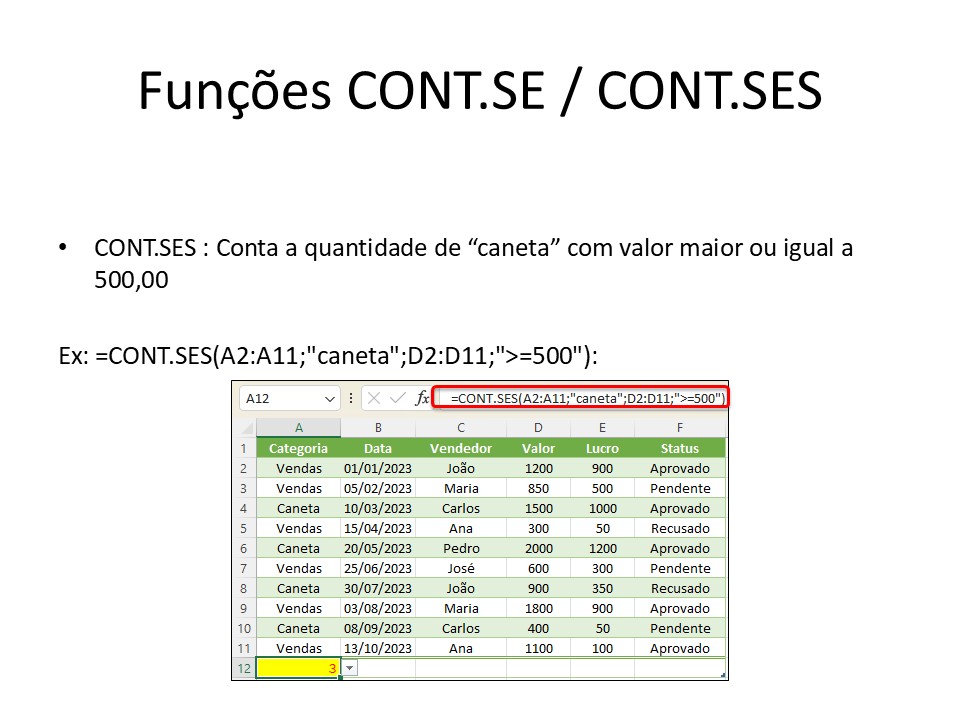 Funções CONT.SE / CONT.SES
• CONT.SES : Conta a quantidade de “caneta” com valor maior ou igual a
500,00
Ex: =CONT.SES(A2:A11;"caneta";D2:D11;">=500"):
A12 fx =CONT.SES(A2:A11;"caneta";D2:D11;">=500")
A B C D E F
1 Categoria Data Vendedor Valor Lucro Status
2 Vendas 01/01/2023 João 1200 900 Aprovado
3 Vendas 05/02/2023 Maria 850 500 Pendente
4 Caneta 10/03/2023 Carlos 1500 1000 Aprovado
5 Vendas 15/04/2023 Ana 300 50 Recusado
6 Caneta 20/05/2023 Pedro 2000 1200 Aprovado
7 Vendas 25/06/2023 José 600 300 Pendente
8 Caneta 30/07/2023 João 900 350 Recusado
9 Vendas 03/08/2023 Maria 1800 900 Aprovado
10 Caneta 08/09/2023 Carlos 400 50 Pendente
11 Vendas 13/10/2023 Ana 1100 100 Aprovado
12 3